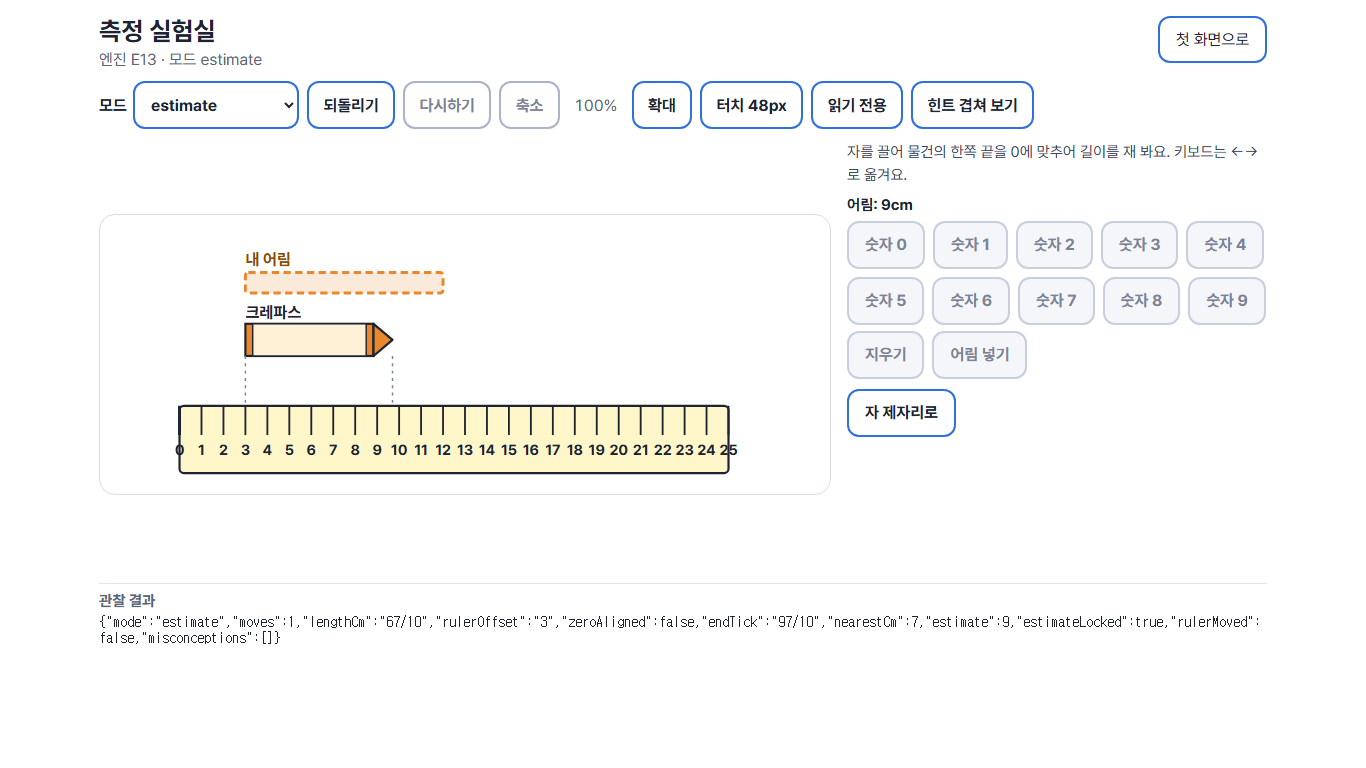 측정 실험실
엔진 E13 · 모드 estimate
첫 화면으로
모드 estimate 되돌리기 다시하기 축소 100% 확대 터치 48px 읽기 전용 힌트 겹쳐 보기
자를 끌어 물건의 한쪽 끝을 0에 맞추어 길이를 재 봐요. 키보드는 ←→
로 옮겨요.
어림: 9cm
숫자 0 숫자 1 숫자 2 숫자 3 숫자 4
숫자 5 숫자 6 숫자 7 숫자 8 숫자 9
지우기 어림 넣기
자 제자리로
내 어림
크레파스
0 1 2 3 4 5 6 7 8 9 10 11 12 13 14 15 16 17 18 19 20 21 22 23 24 25
관찰 결과
{"mode":"estimate","moves":1,"lengthCm":"67/10","rulerOffset":"3","zeroAligned":false,"endTick":"97/10","nearestCm":7,"estimate":9,"estimateLocked":true,"rulerMoved":
false,"misconceptions":[]}